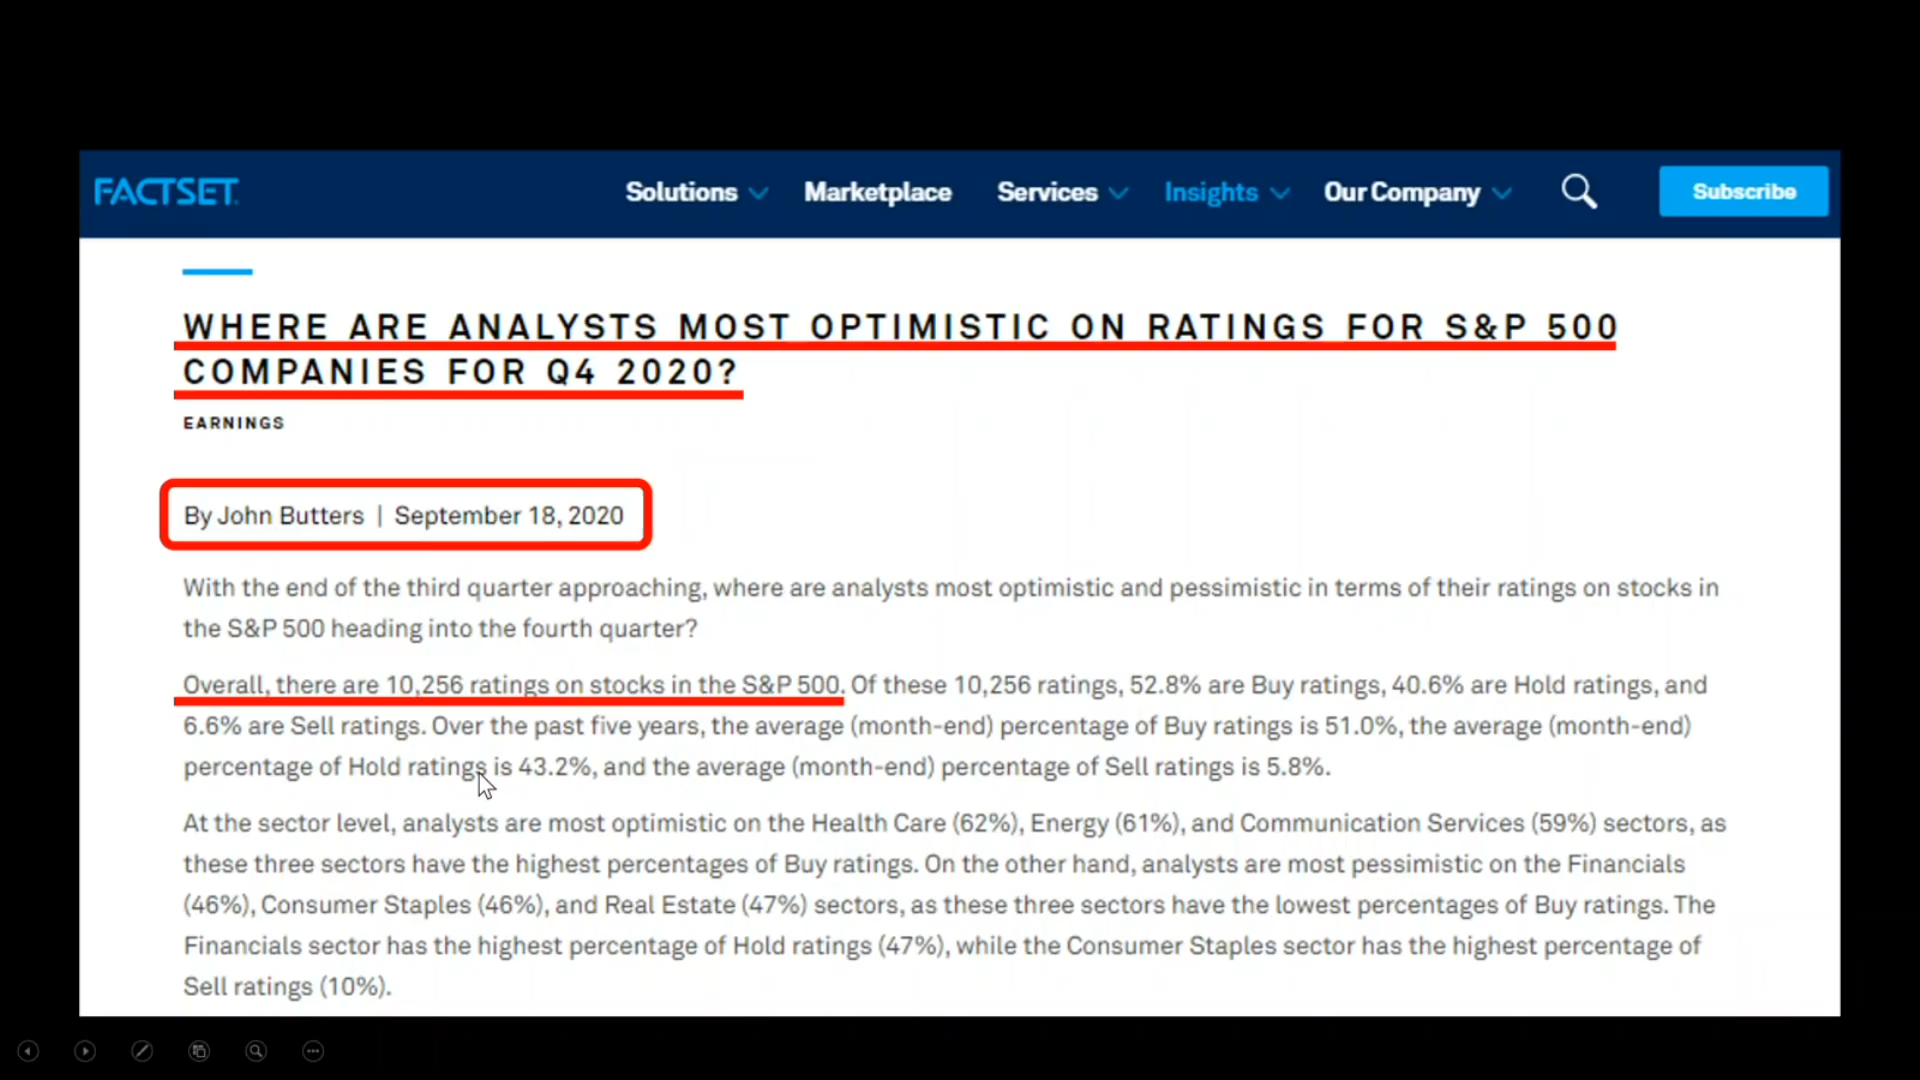 FACTSET
Solutions Marketplace Services Insights Our Company Subscribe
WHERE ARE ANALYSTS MOST OPTIMISTIC ON RATINGS FOR S&P 500
COMPANIES FOR Q4 2020?
EARNINGS
By John Butters | September 18, 2020
With the end of the third quarter approaching, where are analysts most optimistic and pessimistic in terms of their ratings on stocks in
the S&P 500 heading into the fourth quarter?
Overall, there are 10,256 ratings on stocks in the S&P 500. Of these 10,256 ratings, 52.8% are Buy ratings, 40.6% are Hold ratings, and
6.6% are Sell ratings. Over the past five years, the average (month-end) percentage of Buy ratings is 51.0%, the average (month-end)
percentage of Hold ratings is 43.2%, and the average (month-end) percentage of Sell ratings is 5.8%.
At the sector level, analysts are most optimistic on the Health Care (62%), Energy (61%), and Communication Services (59%) sectors, as
these three sectors have the highest percentages of Buy ratings. On the other hand, analysts are most pessimistic on the Financials
(46%), Consumer Staples (46%), and Real Estate (47%) sectors, as these three sectors have the lowest percentages of Buy ratings. The
Financials sector has the highest percentage of Hold ratings (47%), while the Consumer Staples sector has the highest percentage of
Sell ratings (10%).